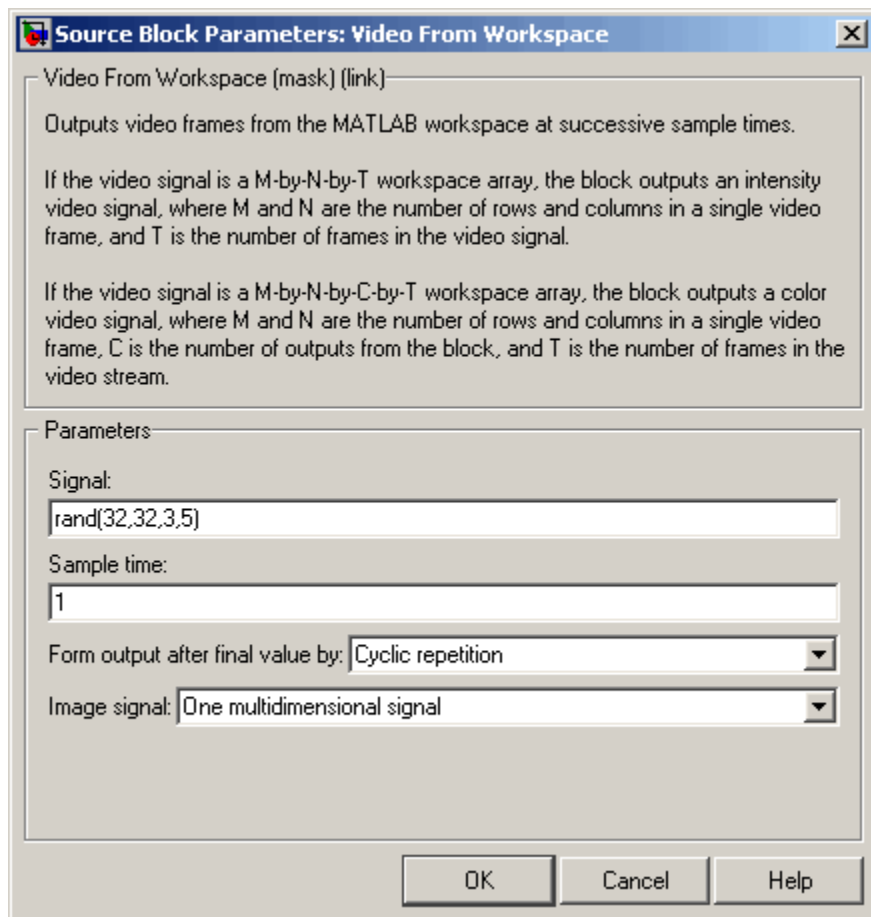 Source Block Parameters: Video From Workspace
Video From Workspace (mask) (link)
Outputs video frames from the MATLAB workspace at successive sample times.
If the video signal is a M-by-N-by-T workspace array, the block outputs an intensity
video signal, where M and N are the number of rows and columns in a single video
frame, and T is the number of frames in the video signal.
If the video signal is a M-by-N-by-C-by-T workspace array, the block outputs a color
video signal, where M and N are the number of rows and columns in a single video
frame, C is the number of outputs from the block, and T is the number of frames in the
video stream.
Parameters
Signal:
rand(32,32,3,5)
Sample time:
1
Form output after final value by: Cyclic repetition
Image signal: One multidimensional signal
OK Cancel Help